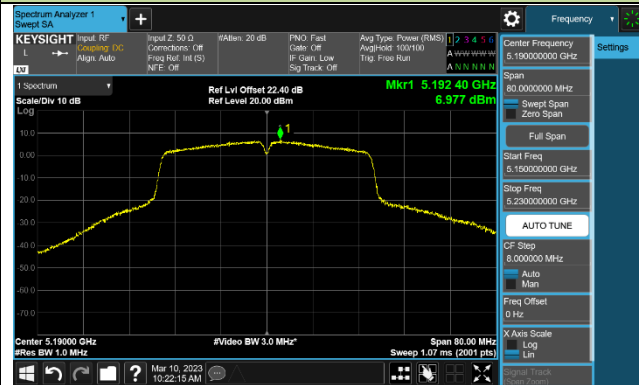 Spectrum Analyzer 1
Swept SA
+
Frequency
KEYSIGHT
L
LXI
Input: RF
Coupling: DC
Align: Auto
Input Z: 50 Ω
Corrections: Off
Freq Ref: Int (S)
NFE: Off
#Atten: 20 dB
PNO: Fast
Gate: Off
IF Gain: Low
Sig Track: Off
Avg Type: Power (RMS)
Avg|Hold: 100/100
Trig: Free Run
1 2 3 4 5 6
A W W W W W
A N N N N N
1 Spectrum
Scale/Div 10 dB
Log
Ref Lvl Offset 22.40 dB
Ref Level 20.00 dBm
Mkr1 5.192 40 GHz
6.977 dBm
1
10.0
0.00
-10.0
-20.0
-30.0
-40.0
-50.0
-60.0
-70.0
Center 5.19000 GHz
#Res BW 1.0 MHz
#Video BW 3.0 MHz*
Span 80.00 MHz
Sweep 1.07 ms (2001 pts)
?
Mar 10, 2023
10:22:15 AM
Center Frequency
5.190000000 GHz
Span
80.0000000 MHz
Swept Span
Zero Span
Full Span
Start Freq
5.150000000 GHz
Stop Freq
5.230000000 GHz
AUTO TUNE
CF Step
8.000000 MHz
Auto
Man
Freq Offset
0 Hz
X Axis Scale
Log
Lin
Signal Track
(Span Zoom)
Settings